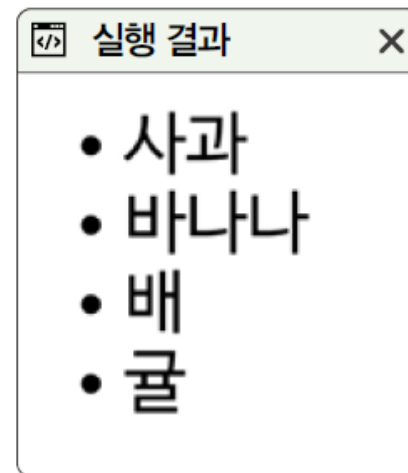 </> 실행 결과 ×
• 사과
• 바나나
• 배
• 귤